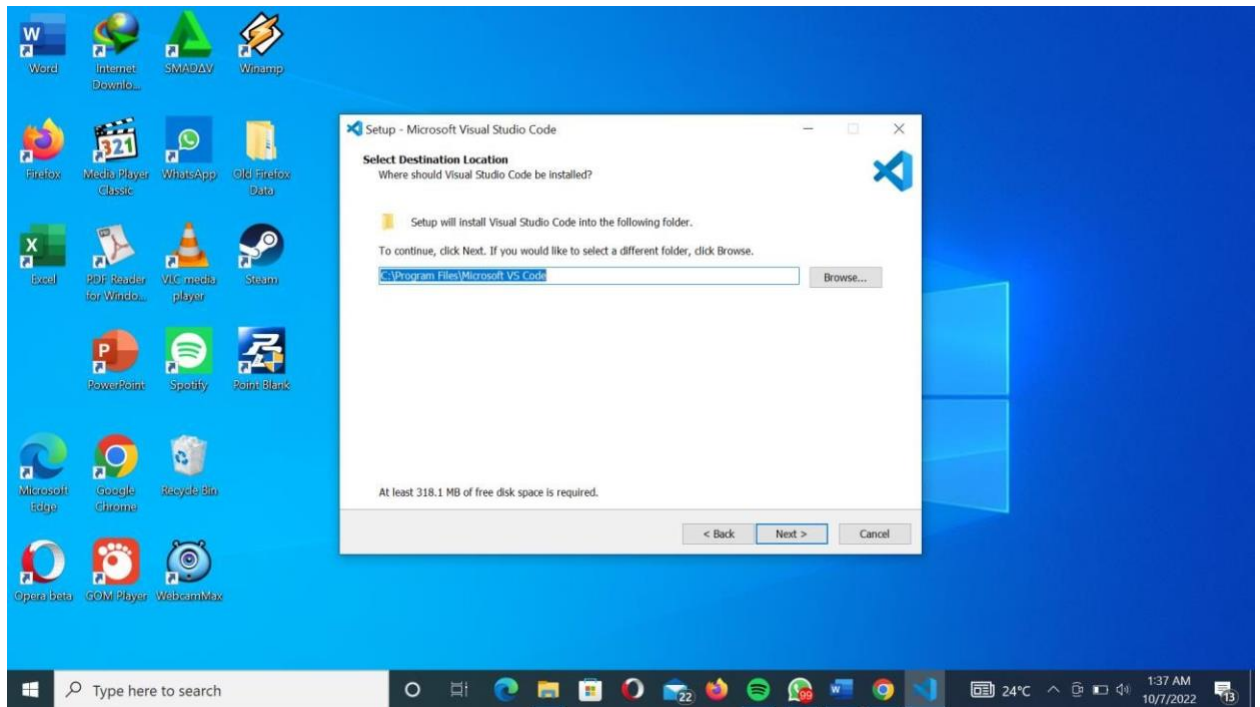 W
Word
Internet
Downlo...
SMADAV
Winamp
Firefox
321
Media Player
Classic
WhatsApp
Old Firefox
Data
X
Excel
PDF Reader
for Windo...
VLC media
player
Steam
P
PowerPoint
Spotify
Point Blank
Microsoft
Edge
Google
Chrome
Recycle Bin
Opera beta
GOM Player
WebcamMax
Setup - Microsoft Visual Studio Code
Select Destination Location
Where should Visual Studio Code be installed?
Setup will install Visual Studio Code into the following folder.
To continue, click Next. If you would like to select a different folder, click Browse.
C:\Program Files\Microsoft VS Code
Browse...
At least 318.1 MB of free disk space is required.
< Back
Next >
Cancel
Type here to search
22
99
W
24°C
1:37 AM
10/7/2022
13